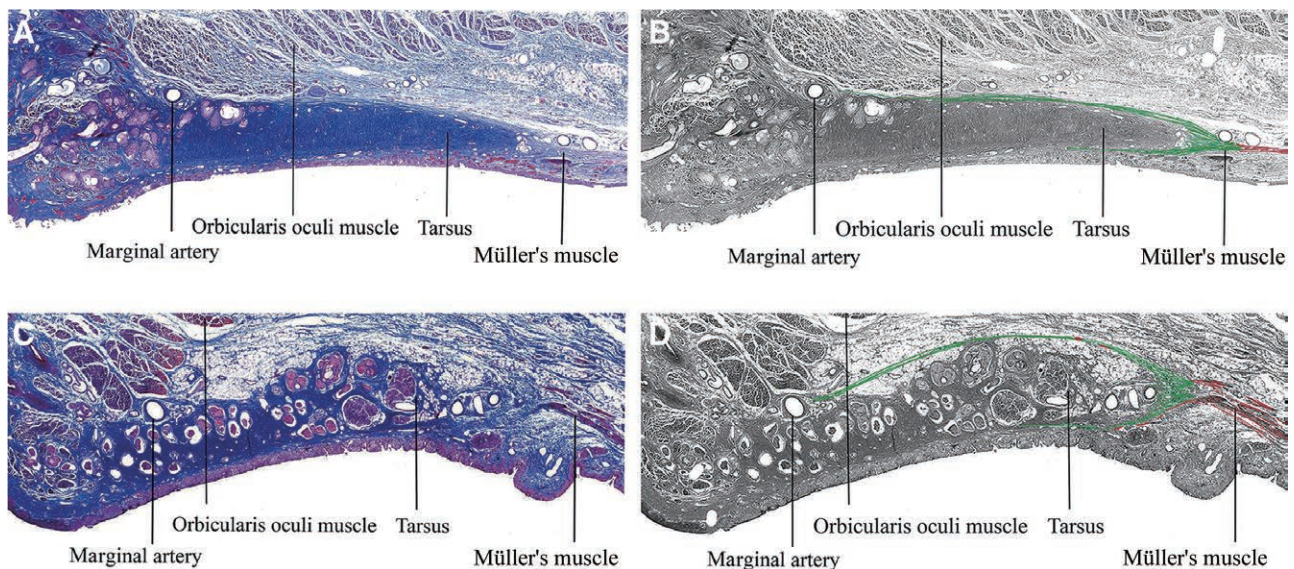 A
B
Orbicularis oculi muscle
Tarsus
Orbicularis oculi muscle
Tarsus
Marginal artery
Müller's muscle
Marginal artery
Müller's muscle
C
D
Orbicularis oculi muscle
Tarsus
Orbicularis oculi muscle
Tarsus
Marginal artery
Müller's muscle
Marginal artery
Müller's muscle